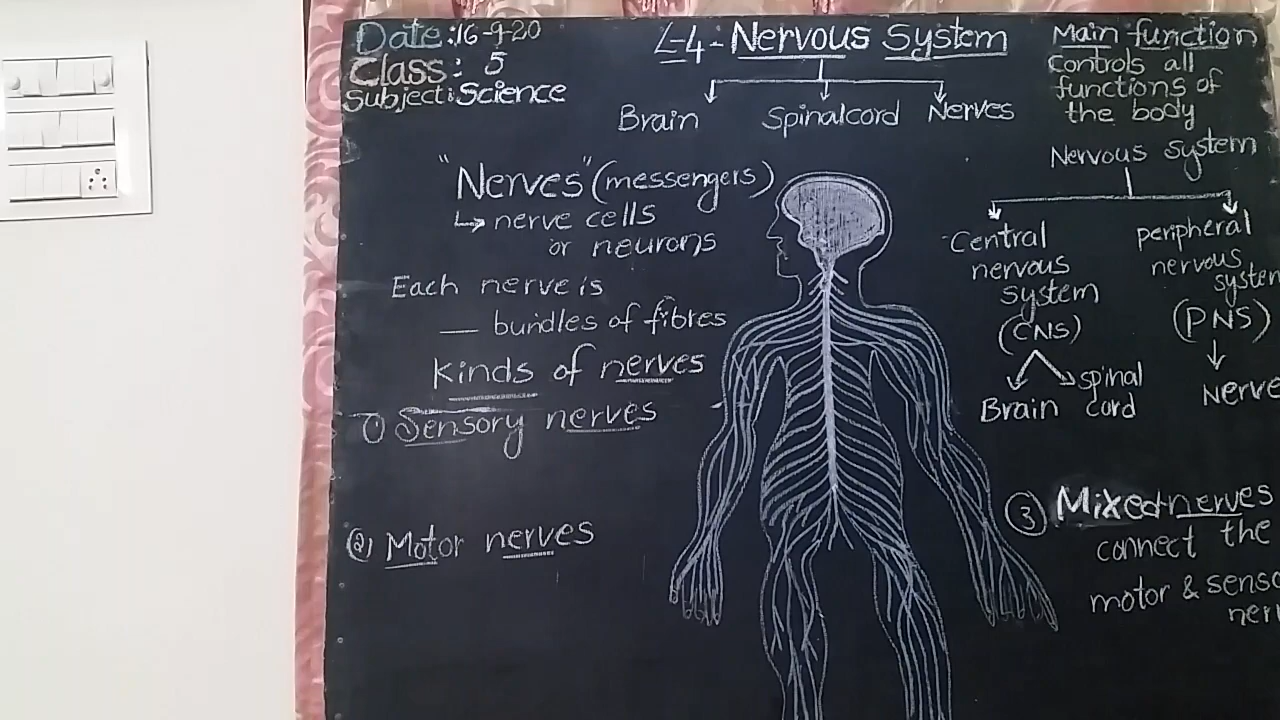 Date:16-9-20
Class: 5
Subject:Science
L-4- Nervous System
Brain Spinalcord Nerves
Main function
Controls all
functions of
the body
"Nerves" (messengers)
↳ nerve cells
or neurons
Each nerve is
— bundles of fibres
Kinds of nerves
1) Sensory nerves
2) Motor nerves
Nervous system
Central
nervous
system
(CNS)
Brain spinal
cord
peripheral
nervous
system
(PNS)
Nerve
3 Mixed nerves
connect the
motor & senso
ner